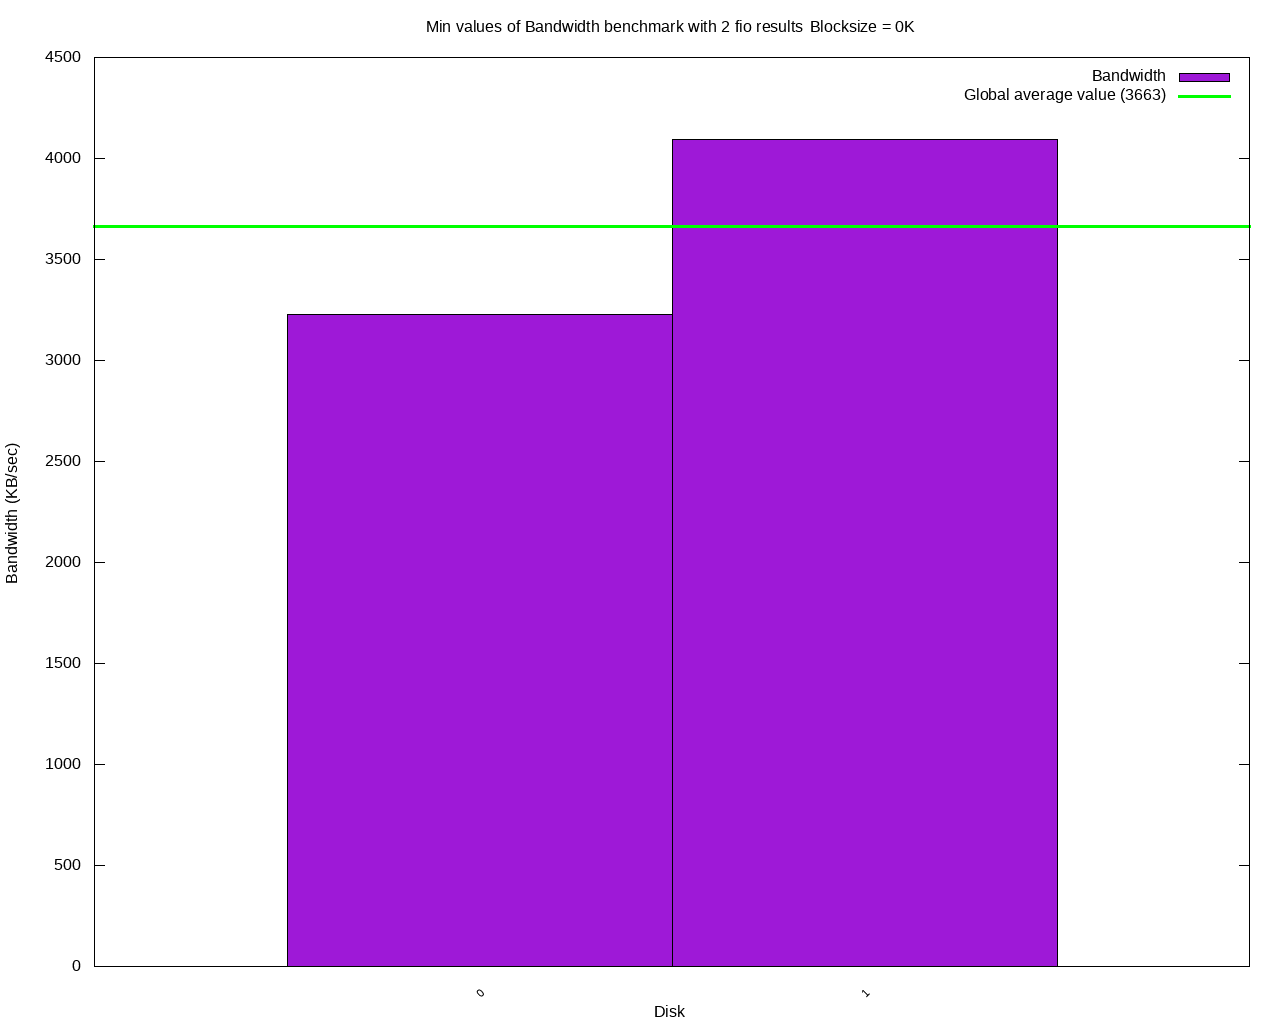 Min values of Bandwidth benchmark with 2 fio results Blocksize = 0K
Bandwidth
Global average value (3663)
4500
4000
3500
3000
2500
2000
1500
1000
500
0
Bandwidth (KB/sec)
0
1
Disk